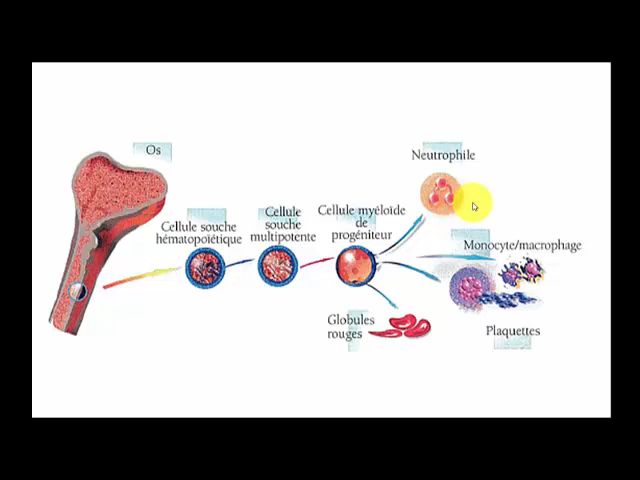 Os
Cellule souche
hématopoïétique
Cellule
souche
multipotente
Cellule myéloïde
de
progéniteur
Neutrophile
Monocyte/macrophage
Globules
rouges
Plaquettes